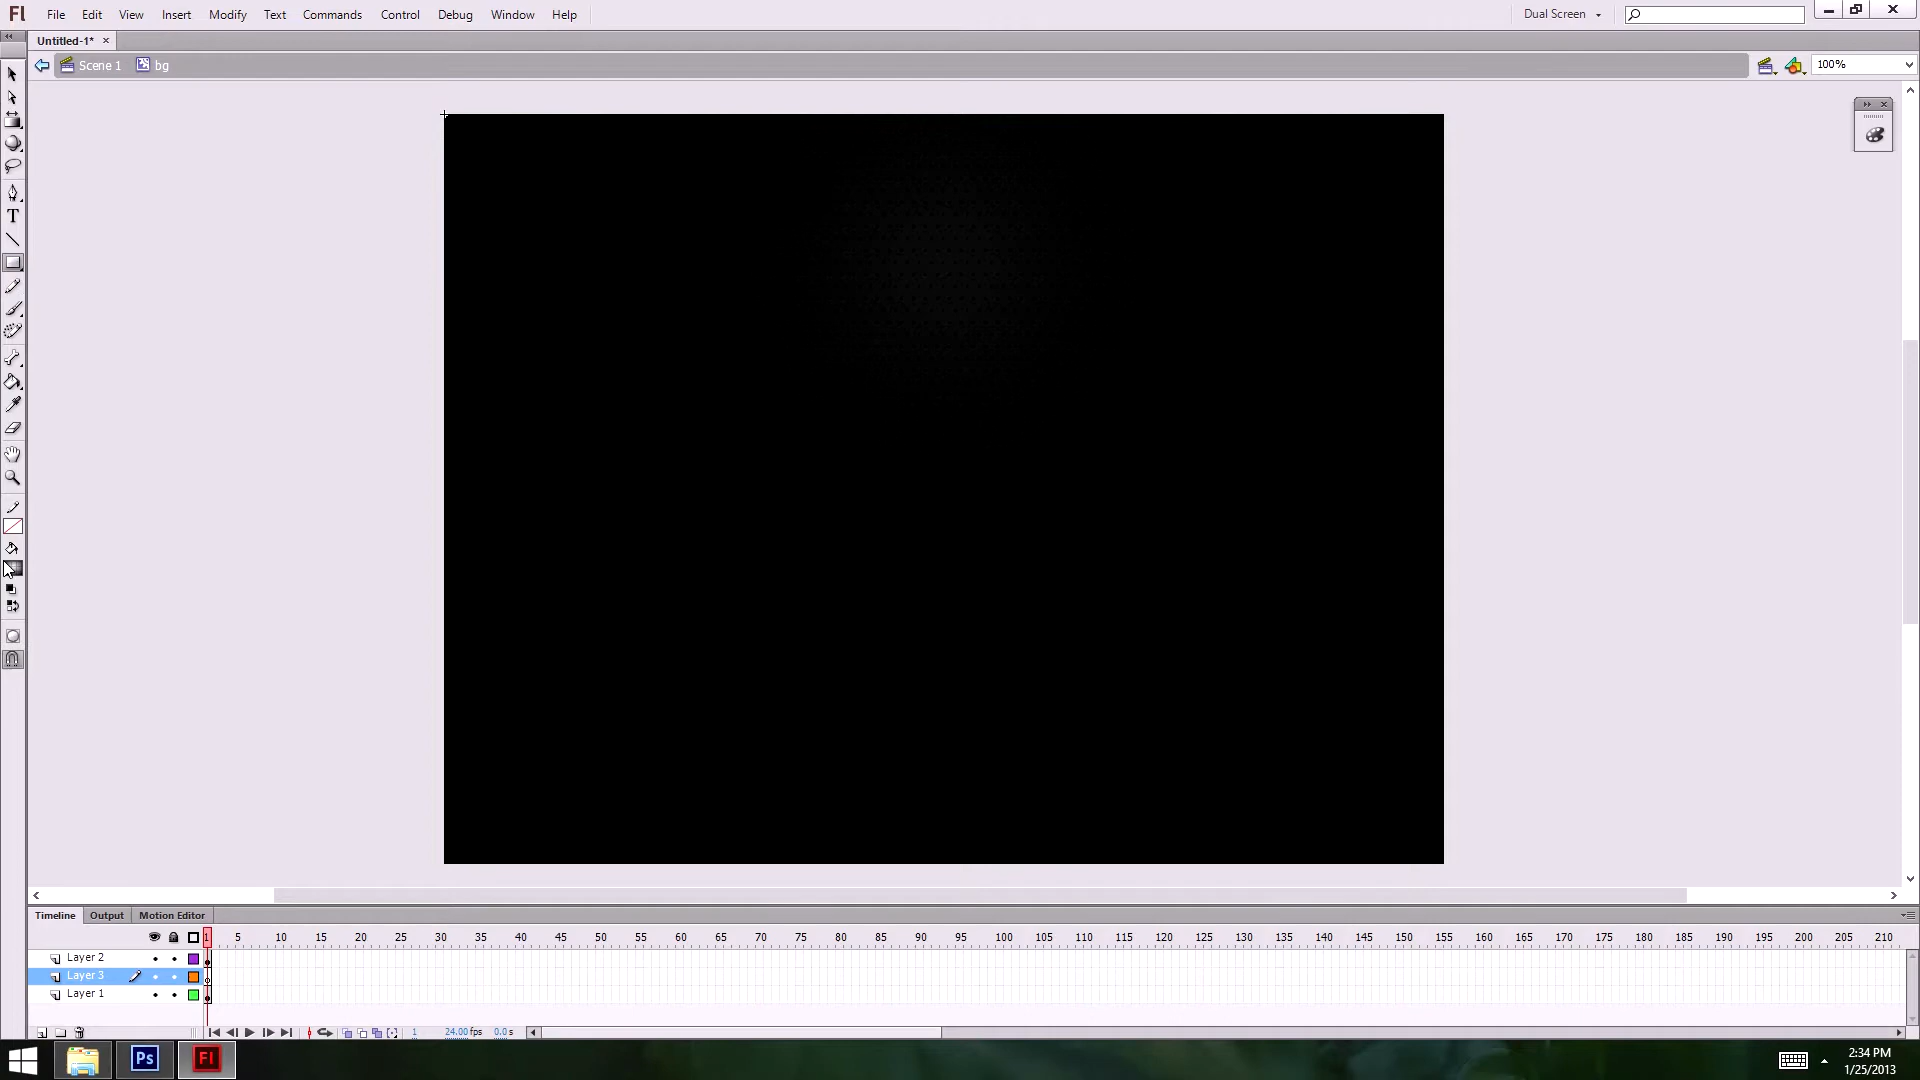 Fl File Edit View Insert Modify Text Commands Control Debug Window Help Dual Screen
Untitled-1* ×
Scene 1 bg 100%
T
Timeline Output Motion Editor
1 5 10 15 20 25 30 35 40 45 50 55 60 65 70 75 80 85 90 95 100 105 110 115 120 125 130 135 140 145 150 155 160 165 170 175 180 185 190 195 200 205 210
Layer 2
Layer 3
Layer 1
1 24.00 fps 0.0 s
Ps Fl 2:34 PM
1/25/2013